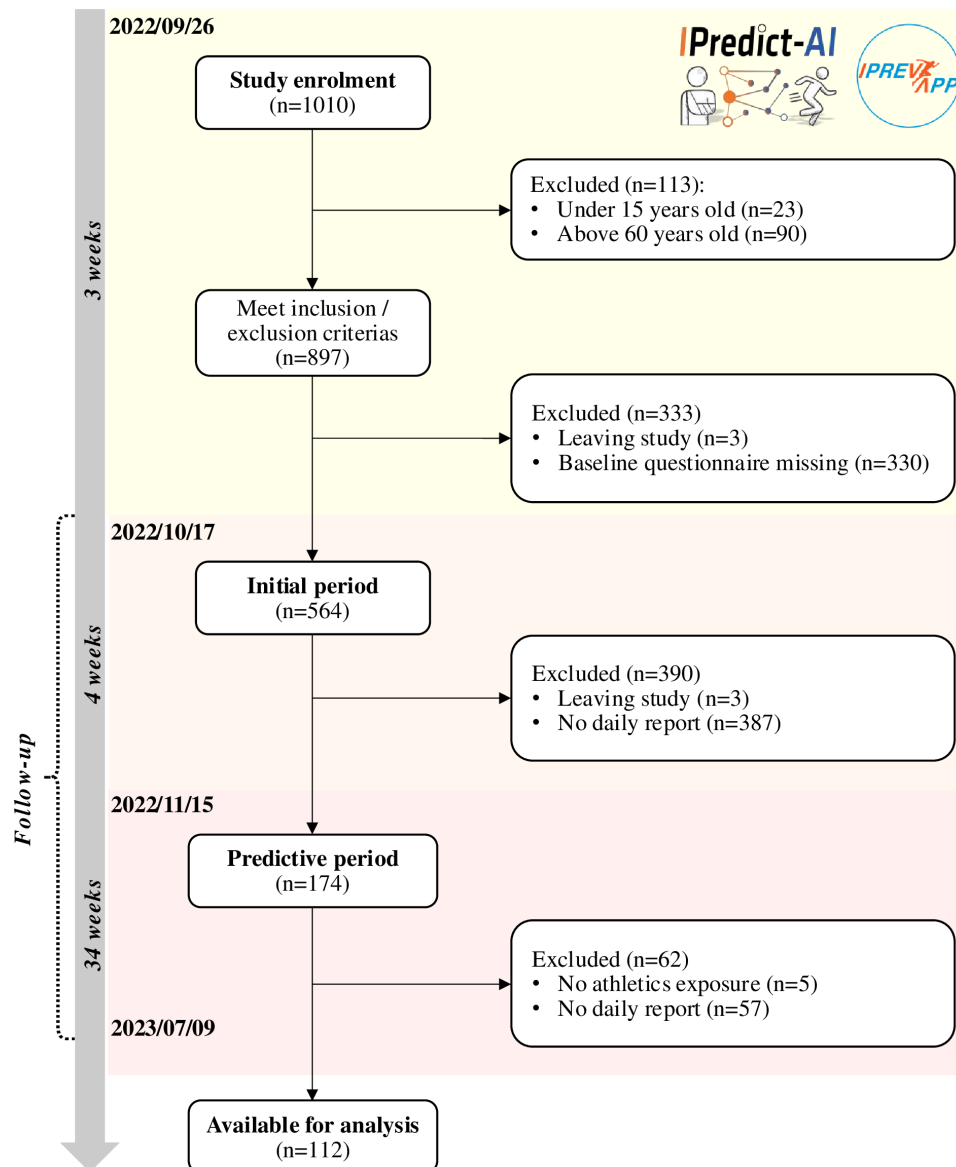 2022/09/26
IPredict-AI
IPREV
APP
Study enrolment
(n=1010)
Excluded (n=113):
• Under 15 years old (n=23)
• Above 60 years old (n=90)
3 weeks
Meet inclusion /
exclusion criterias
(n=897)
Excluded (n=333)
• Leaving study (n=3)
• Baseline questionnaire missing (n=330)
2022/10/17
Initial period
(n=564)
4 weeks
Excluded (n=390)
• Leaving study (n=3)
• No daily report (n=387)
Follow-up
2022/11/15
Predictive period
(n=174)
34 weeks
Excluded (n=62)
• No athletics exposure (n=5)
• No daily report (n=57)
2023/07/09
Available for analysis
(n=112)